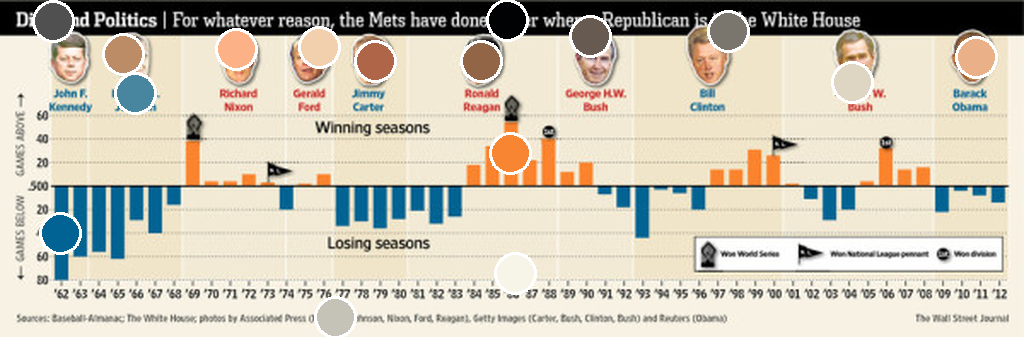 and Politics | For whatever reason, the Mets have done when Republican is the White House
John F. Kennedy
Richard Nixon
Gerald Ford
Jimmy Carter
Ronald Reagan
George H.W. Bush
Bill Clinton
W. Bush
Barack Obama
GAMES ABOVE
GAMES BELOW
60
40
20
.500
20
60
80
Winning seasons
Losing seasons
Won World Series
Won National League pennant
1st Won division
'62 '63 '64 '65 '66 '67 '68 '69 '70 '71 '72 '73 '74 '75 '76 '77 '78 '79 '80 '81 '82 '83 '84 '85 '87 '88 '89 '90 '91 '92 '93 '94 '95 '96 '97 '98 '99 '00 '01 '02 '03 '04 '05 '06 '07 '08 '09 '10 '11 '12
Sources: Baseball-Almanac; The White House; photos by Associated Press Nixon, Ford, Reagan), Getty Images (Carter, Bush, Clinton, Bush) and Reuters (Obama)
The Wall Street Journal